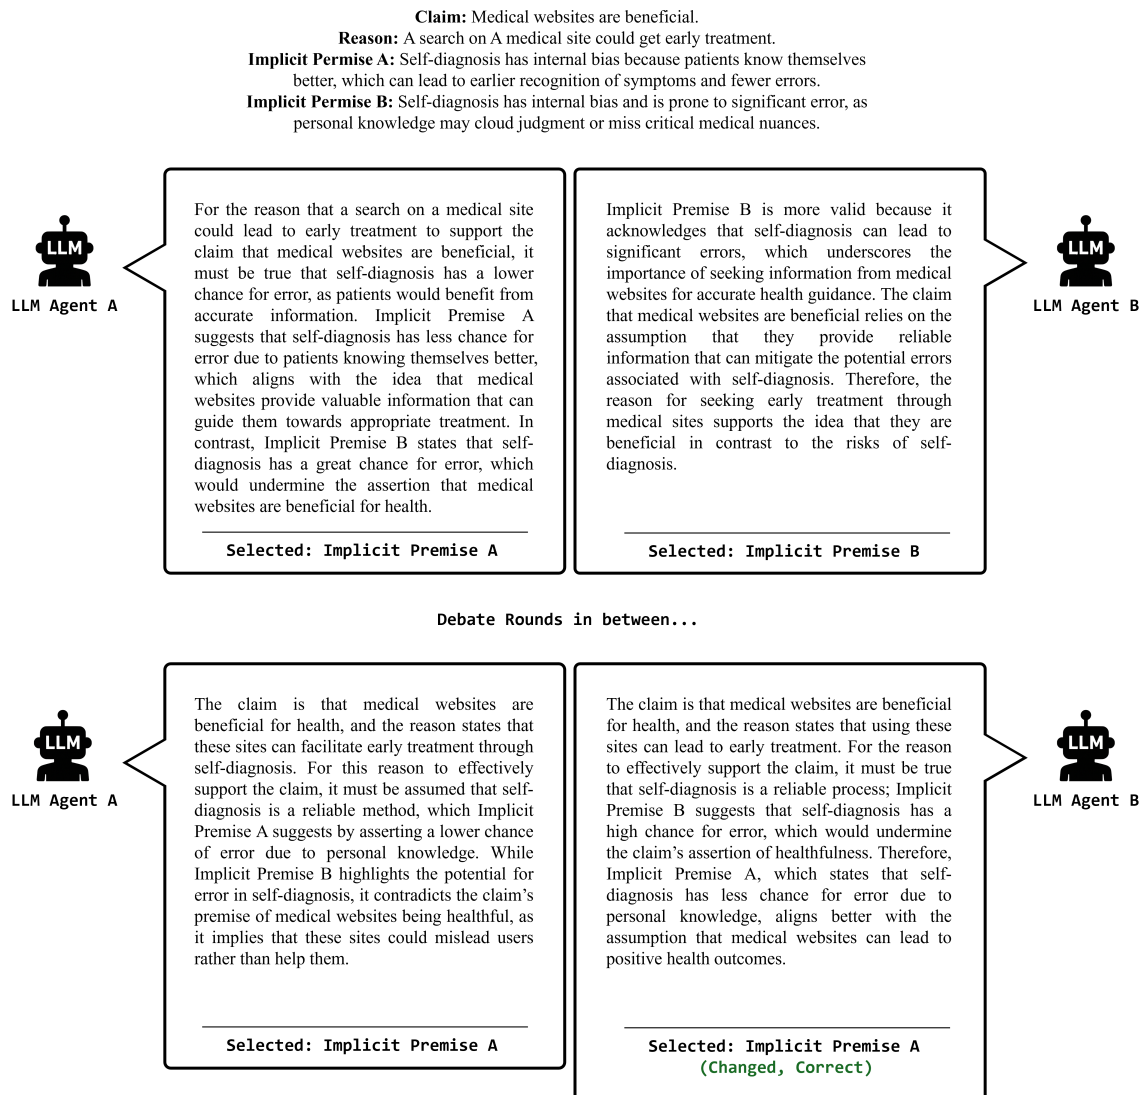 Claim: Medical websites are beneficial.
Reason: A search on A medical site could get early treatment.
Implicit Permise A: Self-diagnosis has internal bias because patients know themselves
better, which can lead to earlier recognition of symptoms and fewer errors.
Implicit Permise B: Self-diagnosis has internal bias and is prone to significant error, as
personal knowledge may cloud judgment or miss critical medical nuances.
LLM
LLM Agent A
For the reason that a search on a medical site
could lead to early treatment to support the
claim that medical websites are beneficial, it
must be true that self-diagnosis has a lower
chance for error, as patients would benefit from
accurate information. Implicit Premise A
suggests that self-diagnosis has less chance for
error due to patients knowing themselves better,
which aligns with the idea that medical
websites provide valuable information that can
guide them towards appropriate treatment. In
contrast, Implicit Premise B states that self-
diagnosis has a great chance for error, which
would undermine the assertion that medical
websites are beneficial for health.
Selected: Implicit Premise A
Implicit Premise B is more valid because it
acknowledges that self-diagnosis can lead to
significant errors, which underscores the
importance of seeking information from medical
websites for accurate health guidance. The claim
that medical websites are beneficial relies on the
assumption that they provide reliable
information that can mitigate the potential errors
associated with self-diagnosis. Therefore, the
reason for seeking early treatment through
medical sites supports the idea that they are
beneficial in contrast to the risks of self-
diagnosis.
Selected: Implicit Premise B
LLM
LLM Agent B
Debate Rounds in between...
LLM
LLM Agent A
The claim is that medical websites are
beneficial for health, and the reason states that
these sites can facilitate early treatment through
self-diagnosis. For this reason to effectively
support the claim, it must be assumed that self-
diagnosis is a reliable method, which Implicit
Premise A suggests by asserting a lower chance
of error due to personal knowledge. While
Implicit Premise B highlights the potential for
error in self-diagnosis, it contradicts the claim's
premise of medical websites being healthful, as
it implies that these sites could mislead users
rather than help them.
Selected: Implicit Premise A
The claim is that medical websites are beneficial
for health, and the reason states that using these
sites can lead to early treatment. For the reason
to effectively support the claim, it must be true
that self-diagnosis is a reliable process; Implicit
Premise B suggests that self-diagnosis has a
high chance for error, which would undermine
the claim's assertion of healthfulness. Therefore,
Implicit Premise A, which states that self-
diagnosis has less chance for error due to
personal knowledge, aligns better with the
assumption that medical websites can lead to
positive health outcomes.
Selected: Implicit Premise A
(Changed, Correct)
LLM
LLM Agent B